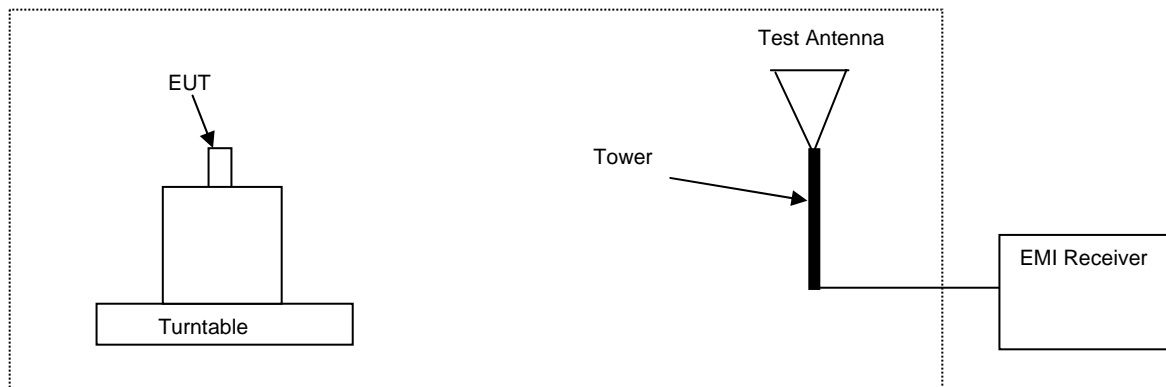 Test Antenna
EUT
Tower
EMI Receiver
Turntable